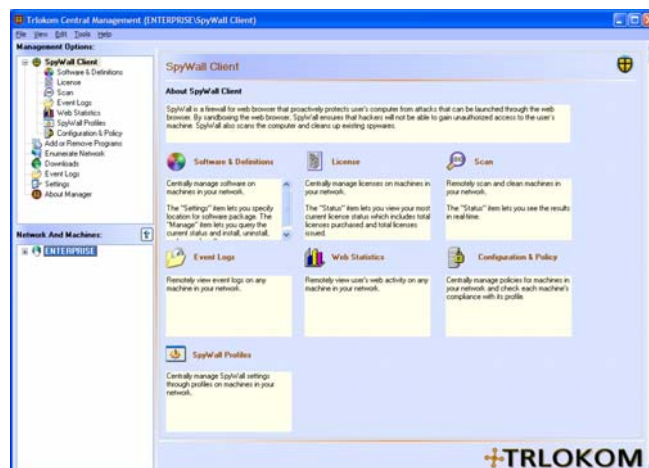 Trlokom Central Management (ENTERPRISE\SpyWall Client)
File View Edit Tools Help
Management Options:
SpyWall Client
Software & Definitions
License
Scan
Event Logs
Web Statistics
SpyWall Profiles
Configuration & Policy
Add or Remove Programs
Enumerate Network
Downloads
Event Logs
Settings
About Manager
Network And Machines:
ENTERPRISE
SpyWall Client
About SpyWall Client
SpyWall is a firewall for web browser that proactively protects user's computer from attacks that can be launched through the web
browser. By sandboxing the web browser, SpyWall ensures that hackers will not be able to gain unauthorized access to the user's
machine. SpyWall also scans the computer and cleans up existing spywares.
Software & Definitions
Centrally manage software on
machines in your network.
The "Settings" item lets you specify
location for software package. The
"Manage" item lets you query the
current status and install, uninstall,
License
Centrally manage licenses on machines in
your network.
The "Status" item lets you view your most
current license status which includes total
licenses purchased and total licenses
issued.
Scan
Remotely scan and clean machines in
your network.
The "Status" item lets you see the results
in real time.
Event Logs
Remotely view event logs on any
machine in your network.
Web Statistics
Remotely view user's web activity on any
machine in your network.
Configuration & Policy
Centrally manage policies for machines in
your network and check each machine's
compliance with its profile.
SpyWall Profiles
Centrally manage SpyWall settings
through profiles on machines in your
network.
TRLOKOM